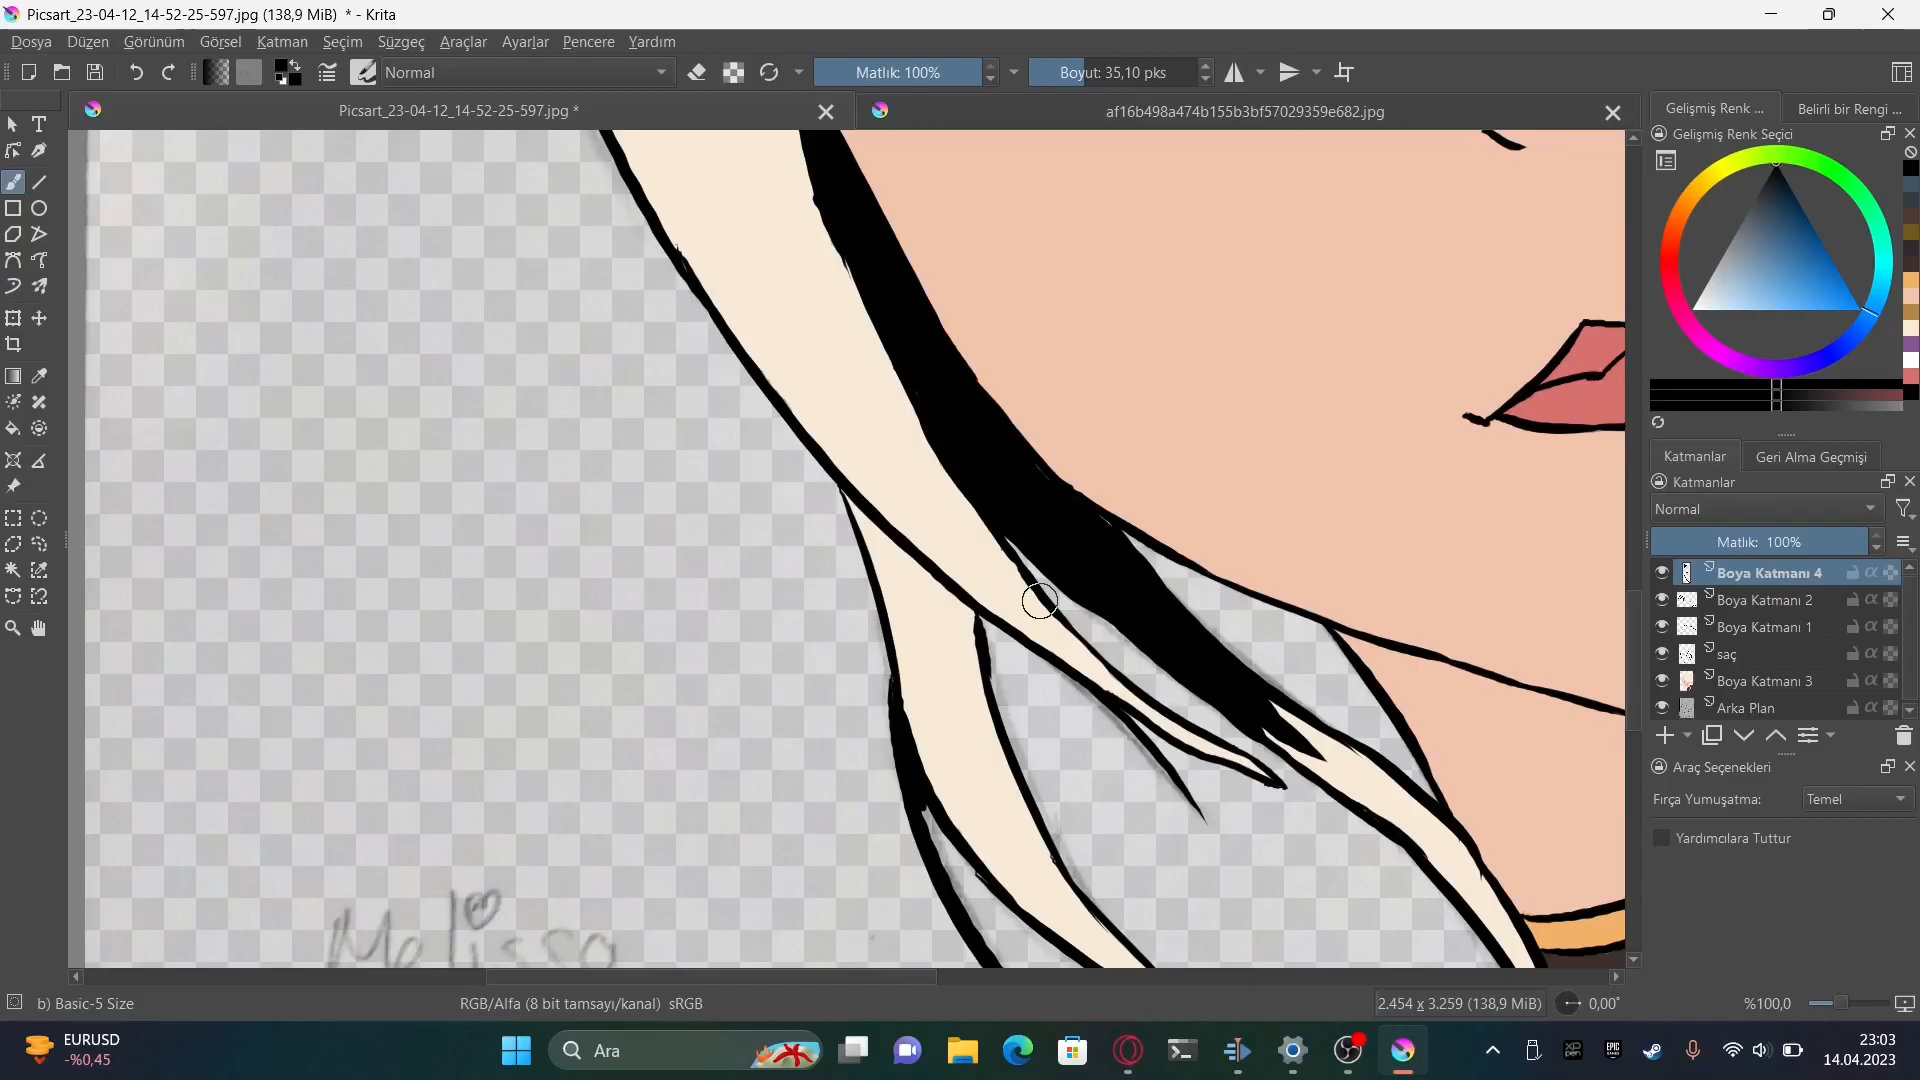 Picsart_23-04-12_14-52-25-597.jpg (138,9 MiB)  * - Krita
Dosya Düzen Görünüm Görsel Katman Seçim Süzgeç Araçlar Ayarlar Pencere Yardım
Normal Matlık: 100% Boyut: 35,10 pks
Picsart_23-04-12_14-52-25-597.jpg * af16b498a474b155b3bf57029359e682.jpg
Gelişmiş Renk ... Belirli bir Rengi ...
Gelişmiş Renk Seçici
Katmanlar Geri Alma Geçmişi
Katmanlar
Normal
Matlık: 100%
Boya Katmanı 4
Boya Katmanı 2
Boya Katmanı 1
saç
Boya Katmanı 3
Arka Plan
Araç Seçenekleri
Fırça Yumuşatma: Temel
Yardımcılara Tuttur
Melissa
b) Basic-5 Size RGB/Alfa (8 bit tamsayı/kanal) sRGB 2.454 x 3.259 (138,9 MiB) 0,00° %100,0
EURUSD
-%0,45
Ara
XP
PEN
EPIC
GAMES
23:03
14.04.2023